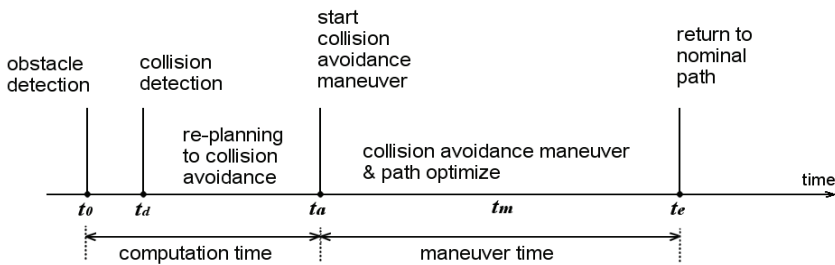 obstacle
detection
collision
detection
start
collision
avoidance
maneuver
return to
nominal
path
re-planning
to collision
avoidance
collision avoidance maneuver
& path optimize
time
t0
td
ta
tm
te
computation time
maneuver time